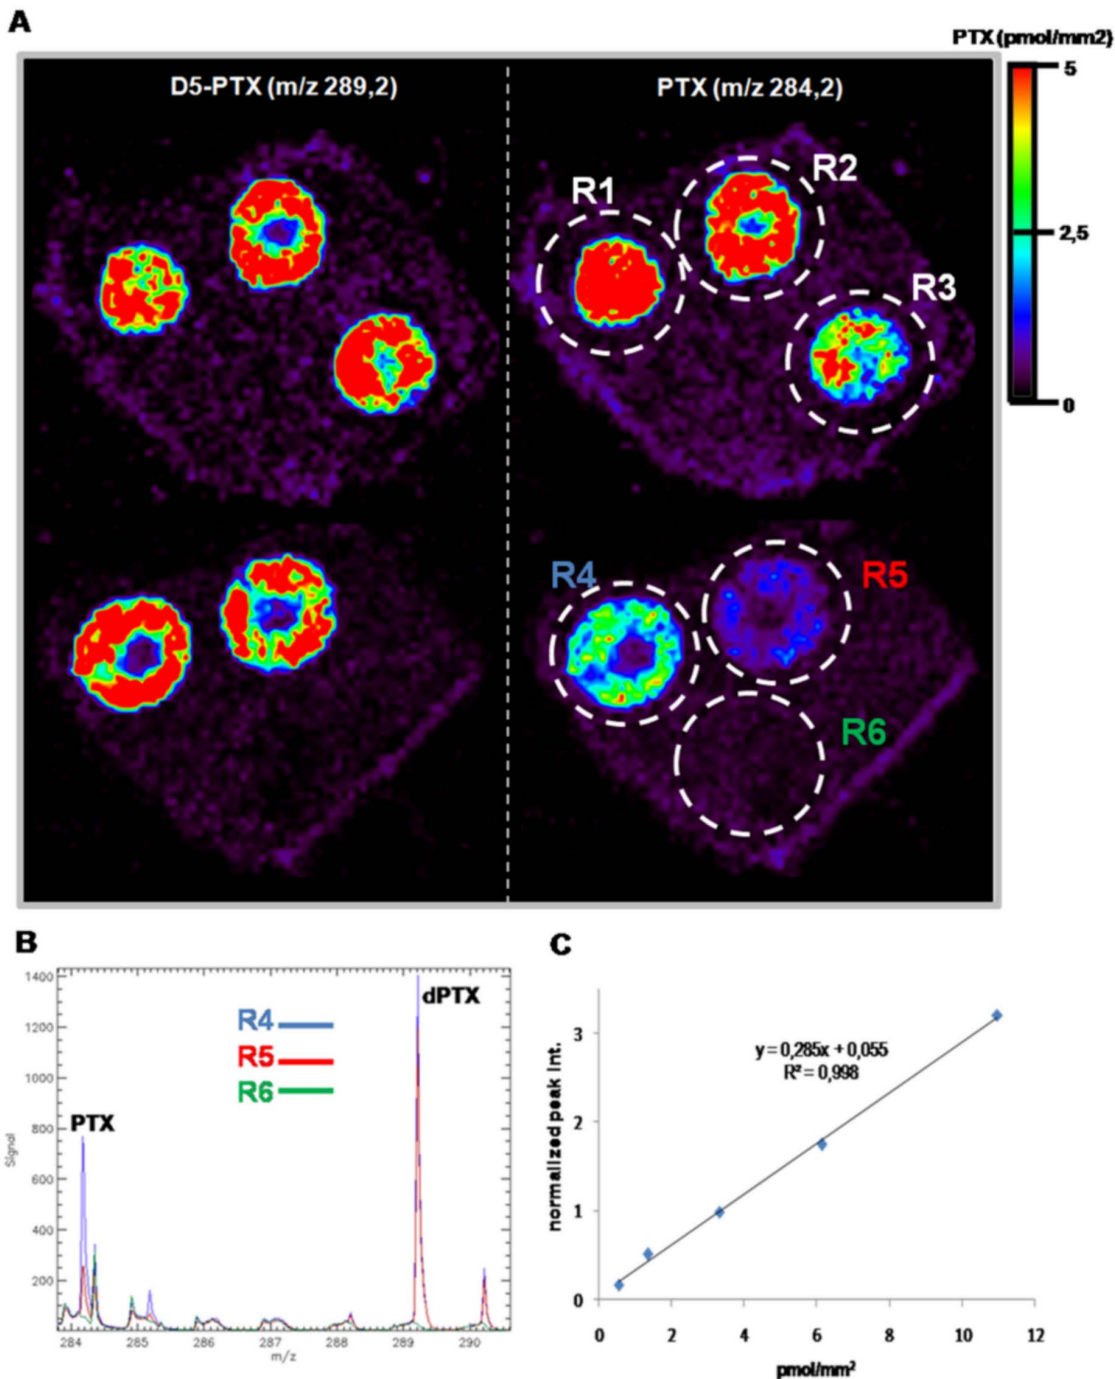 A
PTX (pmol/mm2)
D5-PTX (m/z 289,2)
PTX (m/z 284,2)
5
2,5
0
R1
R2
R3
R4
R5
R6
B
C
1400
1200
1000
800
600
400
200
Signal
R4
R5
R6
PTX
dPTX
284
285
286
287
288
289
290
m/z
normalized peak Int.
3
2
1
0
y = 0,285x + 0,055
R² = 0,998
0
2
4
6
8
10
12
pmol/mm²